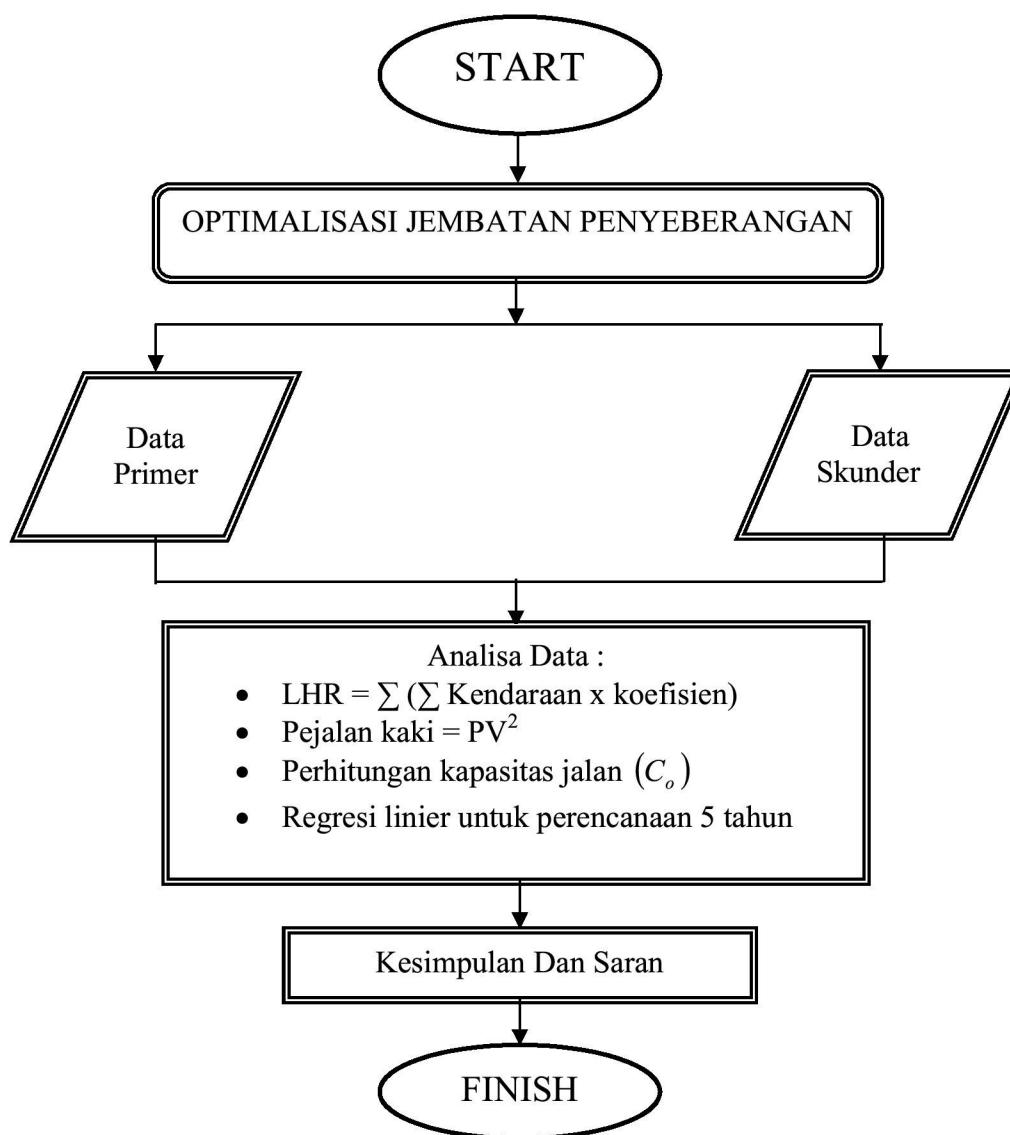 START
OPTIMALISASI JEMBATAN PENYEBERANGAN
Data
Primer
Data
Skunder
Analisa Data :
• LHR = ∑ (∑ Kendaraan x koefisien)
• Pejalan kaki = PV²
• Perhitungan kapasitas jalan (Cₒ)
• Regresi linier untuk perencanaan 5 tahun
Kesimpulan Dan Saran
FINISH